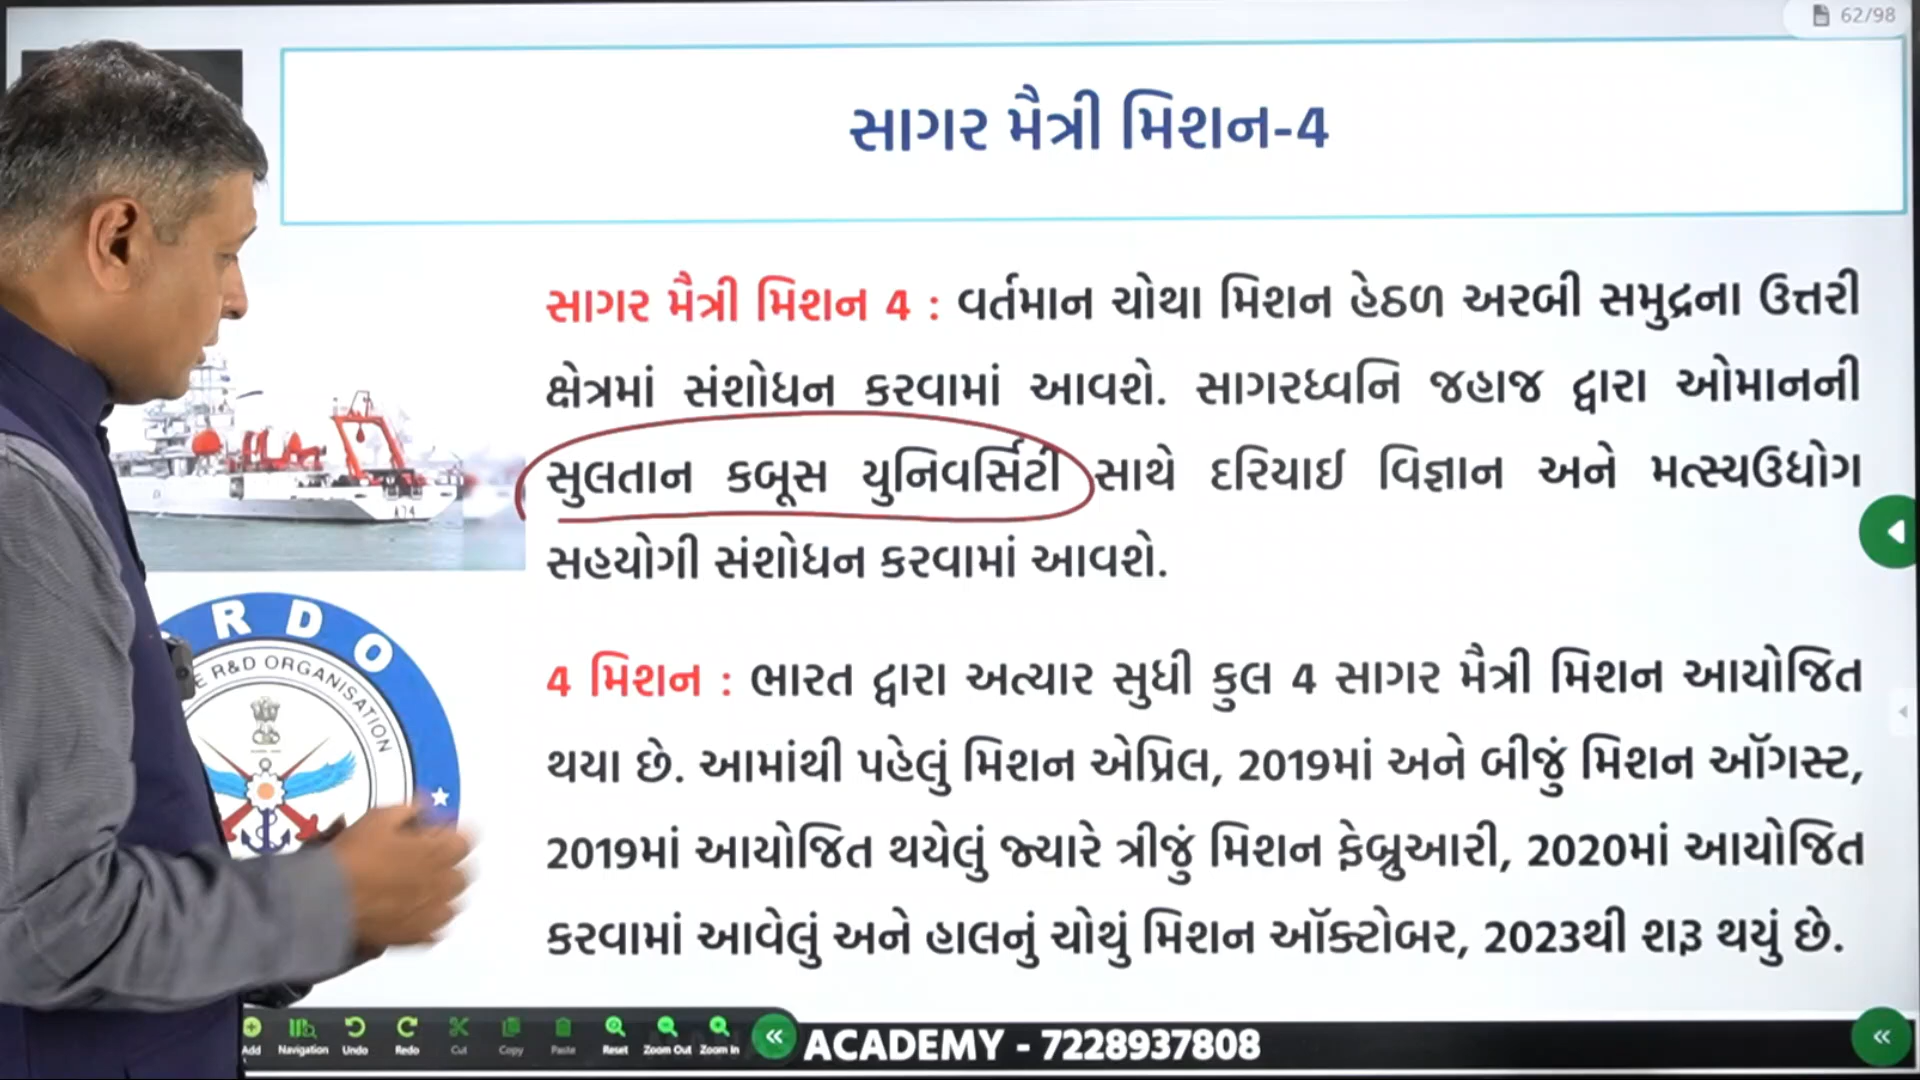 62/98
સાગર મૈત્રી મિશન-4
સાગર મૈત્રી મિશન 4 : વર્તમાન ચોથા મિશન હેઠળ અરબી સમુદ્રના ઉત્તરી
ક્ષેત્રમાં સંશોધન કરવામાં આવશે. સાગરધ્વનિ જહાજ દ્વારા ઓમાનની
સુલતાન કબૂસ યુનિવર્સિટી સાથે દરિયાઈ વિજ્ઞાન અને મત્સ્યઉદ્યોગ
સહયોગી સંશોધન કરવામાં આવશે.
A74
RDO
R&D ORGANISATION
4 મિશન : ભારત દ્વારા અત્યાર સુધી કુલ 4 સાગર મૈત્રી મિશન આયોજિત
થયા છે. આમાંથી પહેલું મિશન એપ્રિલ, 2019માં અને બીજું મિશન ઑગસ્ટ,
2019માં આયોજિત થયેલું જ્યારે ત્રીજું મિશન ફેબ્રુઆરી, 2020માં આયોજિત
કરવામાં આવેલું અને હાલનું ચોથું મિશન ઑક્ટોબર, 2023થી શરૂ થયું છે.
Add Navigation Undo Redo Cut Copy Paste Reset Zoom Out Zoom In
ACADEMY - 7228937808